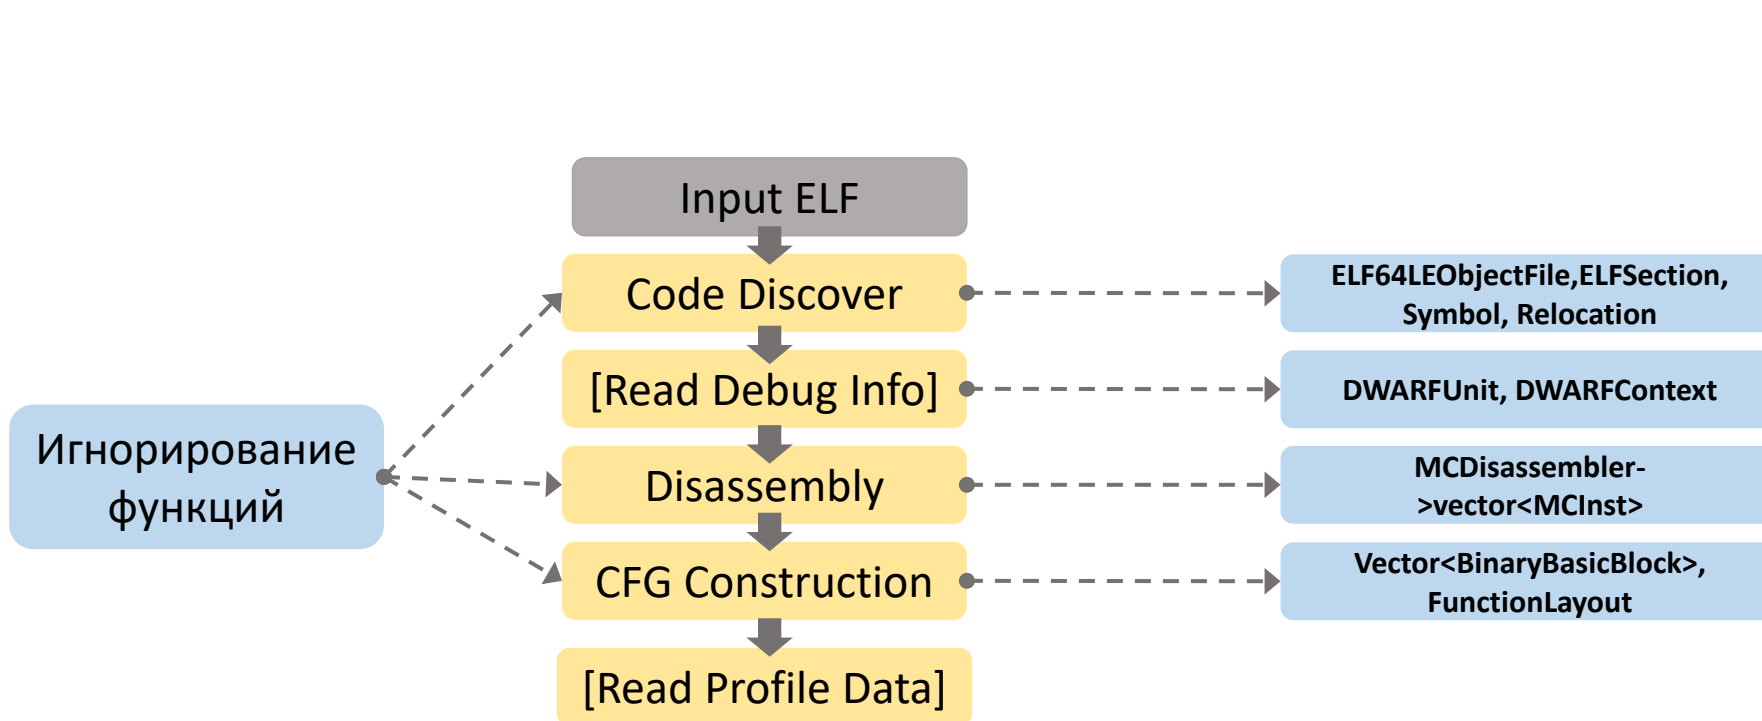 Input ELF
Code Discover
ELF64LEObjectFile,ELFSection,
Symbol, Relocation
[Read Debug Info]
DWARFUnit, DWARFContext
Игнорирование
функций
Disassembly
MCDisassembler-
>vector<MCInst>
CFG Construction
Vector<BinaryBasicBlock>,
FunctionLayout
[Read Profile Data]